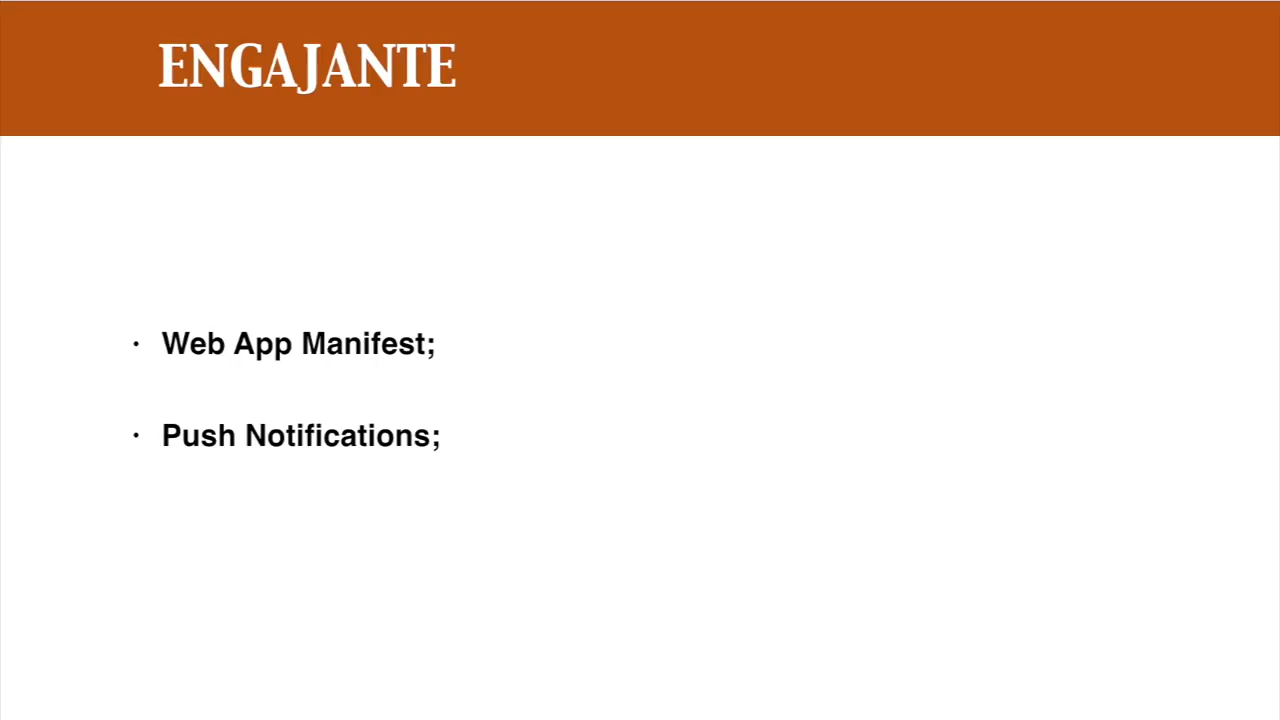 ENGAJANTE
· Web App Manifest;
· Push Notifications;